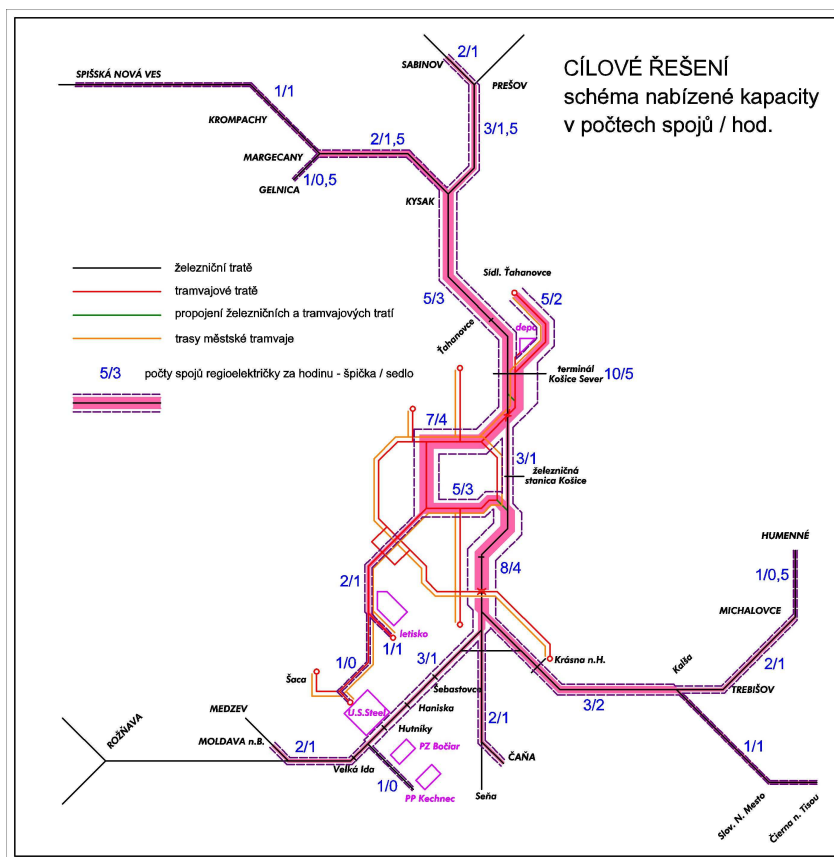 CÍLOVÉ ŘEŠENÍ
schéma nabízené kapacity
v počtech spojů / hod.
2/1
SABINOV
PREŠOV
SPIŠSKÁ NOVÁ VES
1/1
KROMPACHY
3/1,5
2/1,5
MARGECANY
1/0,5
GELNICA
KYSAK
železniční tratě
tramvajové tratě
propojení železničních a tramvajových tratí
trasy městské tramvaje
5/3
počty spojů regioelektričky za hodinu - špička / sedlo
Sídl. Ťahanovce
5/3
5/2
depo
Ťahanovce
terminál
Košice Sever
10/5
7/4
3/1
železničná
stanica Košice
5/3
HUMENNÉ
8/4
2/1
1/0,5
MICHALOVCE
letisko
1/1
1/0
3/1
Krásna n.H.
Kalša
2/1
Šaca
Šebastovce
TREBIŠOV
U.S.Steel
Haniska
3/2
MEDZEV
2/1
ROŽŇAVA
Hutníky
MOLDAVA n.B.
2/1
PZ Bočiar
ČAŇA
1/1
Velká Ida
1/0
PP Kechnec
Seňa
Slov. N. Mesto
Čierna n. Tisou